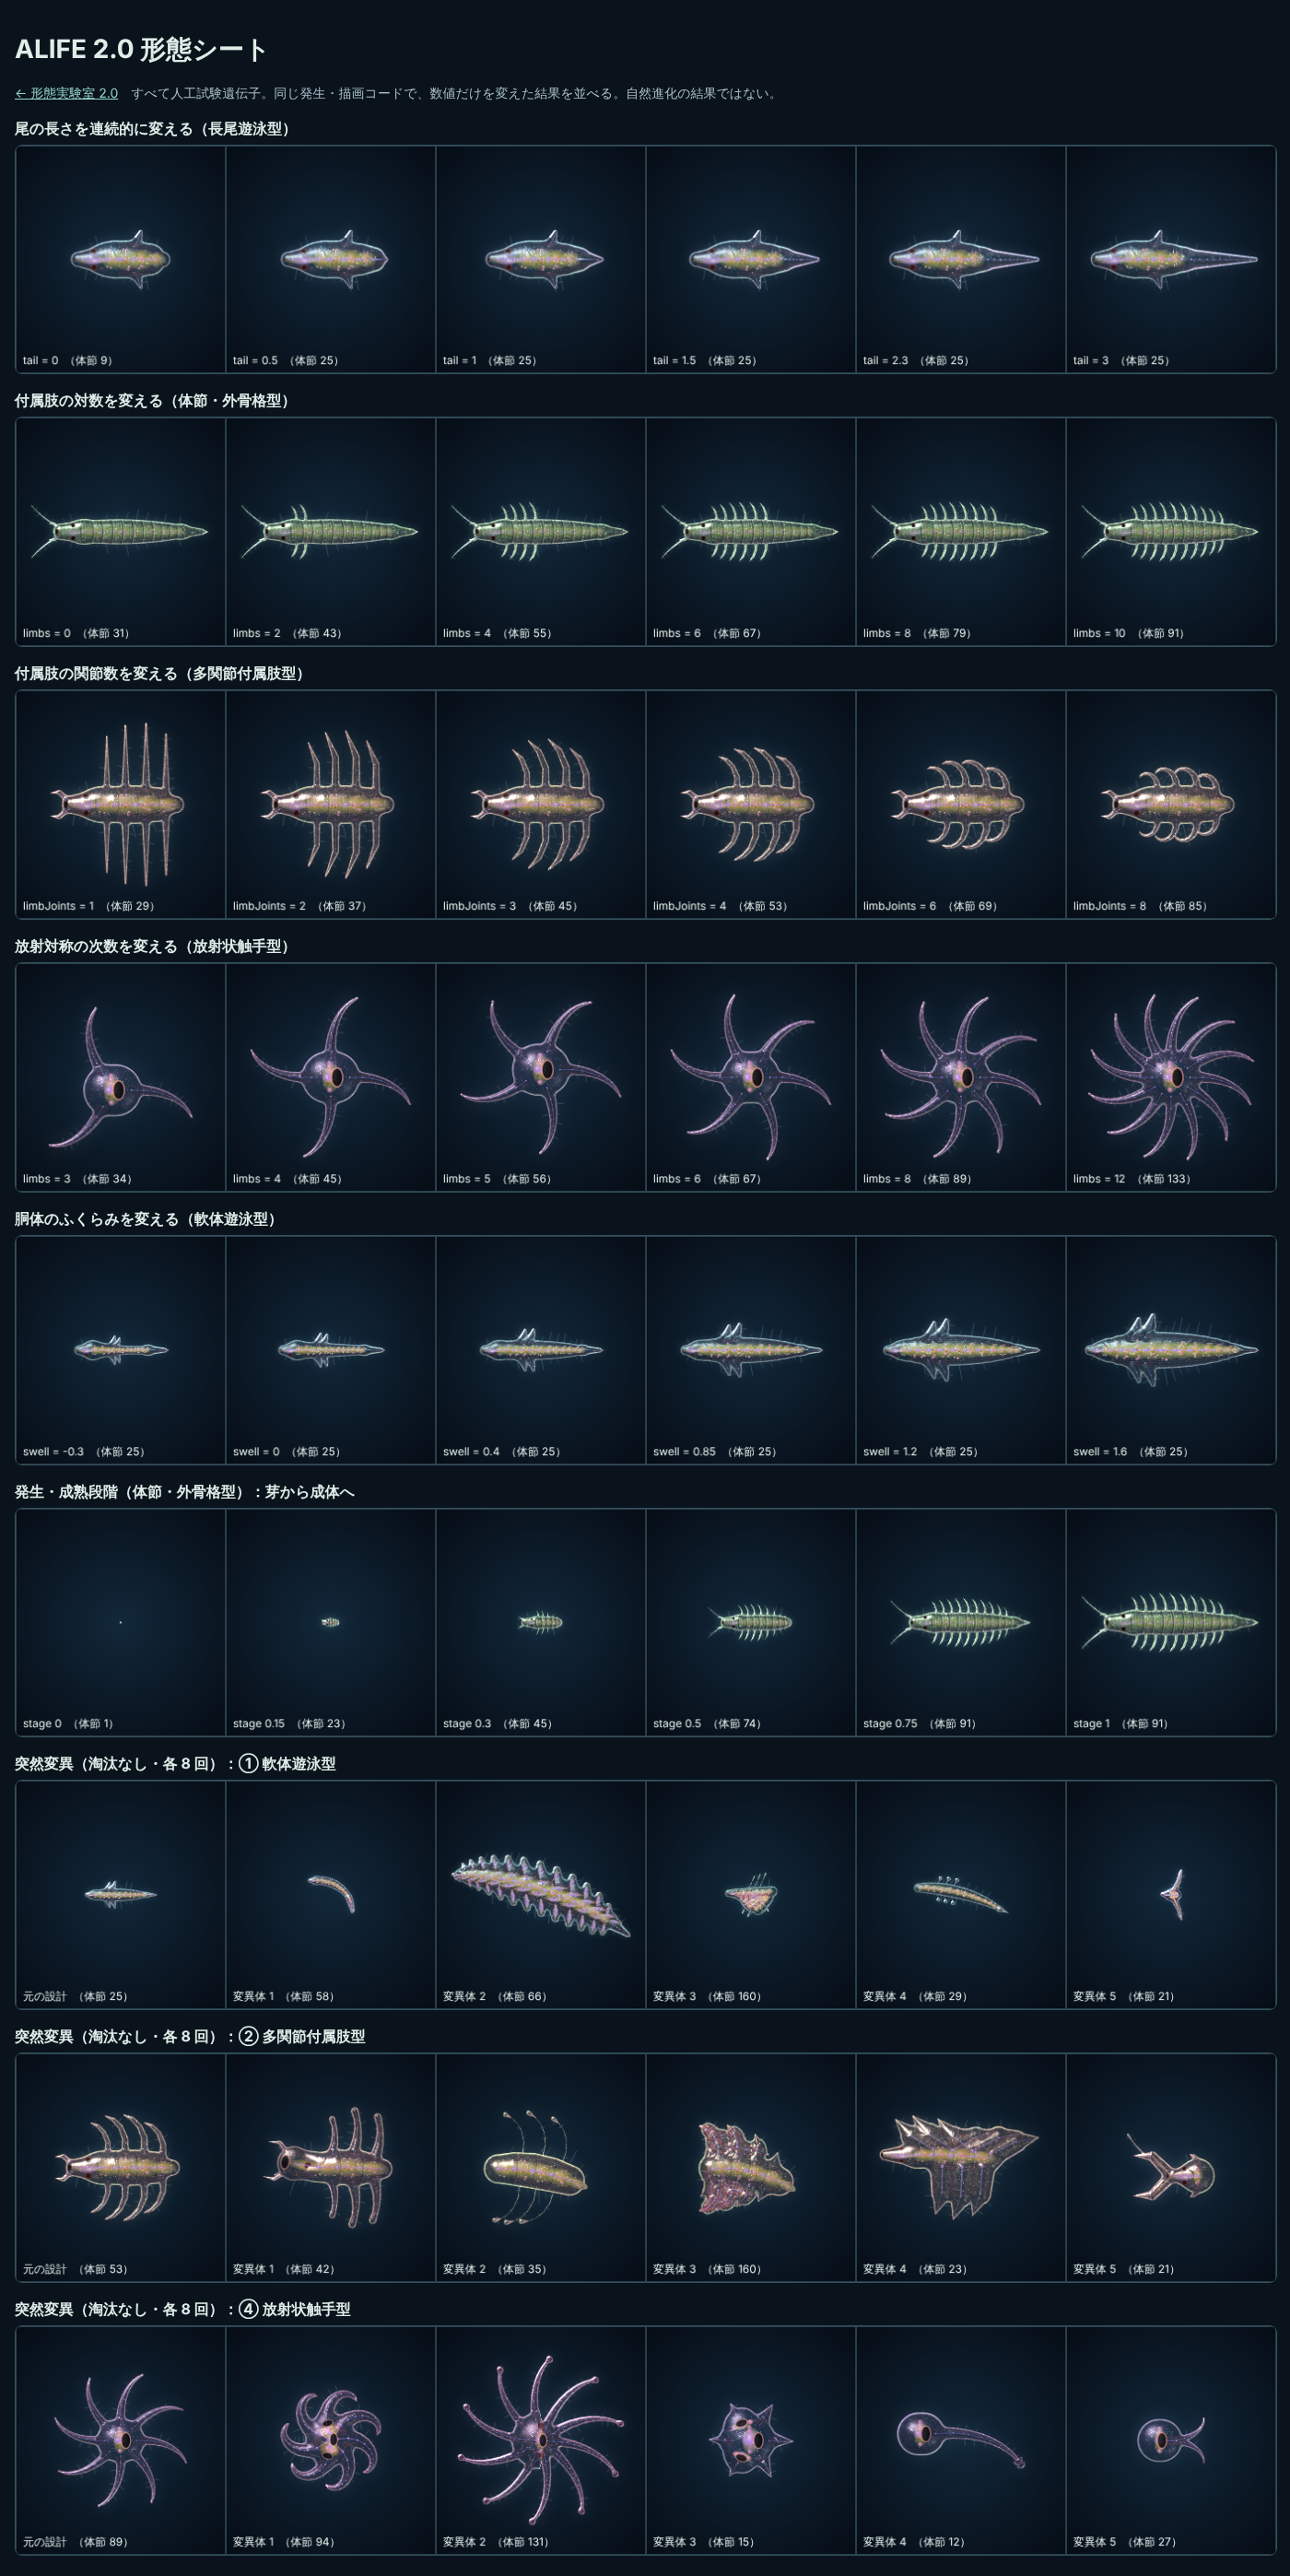 ALIFE 2.0 形態シート
← 形態実験室 2.0 すべて人工試験遺伝子。同じ発生・描画コードで、数値だけを変えた結果を並べる。自然進化の結果ではない。
尾の長さを連続的に変える（長尾遊泳型）
tail = 0 （体節 9） tail = 0.5 （体節 25） tail = 1 （体節 25） tail = 1.5 （体節 25） tail = 2.3 （体節 25） tail = 3 （体節 25）
付属肢の対数を変える（体節・外骨格型）
limbs = 0 （体節 31） limbs = 2 （体節 43） limbs = 4 （体節 55） limbs = 6 （体節 67） limbs = 8 （体節 79） limbs = 10 （体節 91）
付属肢の関節数を変える（多関節付属肢型）
limbJoints = 1 （体節 29） limbJoints = 2 （体節 37） limbJoints = 3 （体節 45） limbJoints = 4 （体節 53） limbJoints = 6 （体節 69） limbJoints = 8 （体節 85）
放射対称の次数を変える（放射状触手型）
limbs = 3 （体節 34） limbs = 4 （体節 45） limbs = 5 （体節 56） limbs = 6 （体節 67） limbs = 8 （体節 89） limbs = 12 （体節 133）
胴体のふくらみを変える（軟体遊泳型）
swell = -0.3 （体節 25） swell = 0 （体節 25） swell = 0.4 （体節 25） swell = 0.85 （体節 25） swell = 1.2 （体節 25） swell = 1.6 （体節 25）
発生・成熟段階（体節・外骨格型）：芽から成体へ
stage 0 （体節 1） stage 0.15 （体節 23） stage 0.3 （体節 45） stage 0.5 （体節 74） stage 0.75 （体節 91） stage 1 （体節 91）
突然変異（淘汰なし・各 8 回）：① 軟体遊泳型
元の設計 （体節 25） 変異体 1 （体節 58） 変異体 2 （体節 66） 変異体 3 （体節 160） 変異体 4 （体節 29） 変異体 5 （体節 21）
突然変異（淘汰なし・各 8 回）：② 多関節付属肢型
元の設計 （体節 53） 変異体 1 （体節 42） 変異体 2 （体節 35） 変異体 3 （体節 160） 変異体 4 （体節 23） 変異体 5 （体節 21）
突然変異（淘汰なし・各 8 回）：④ 放射状触手型
元の設計 （体節 89） 変異体 1 （体節 94） 変異体 2 （体節 131） 変異体 3 （体節 15） 変異体 4 （体節 12） 変異体 5 （体節 27）